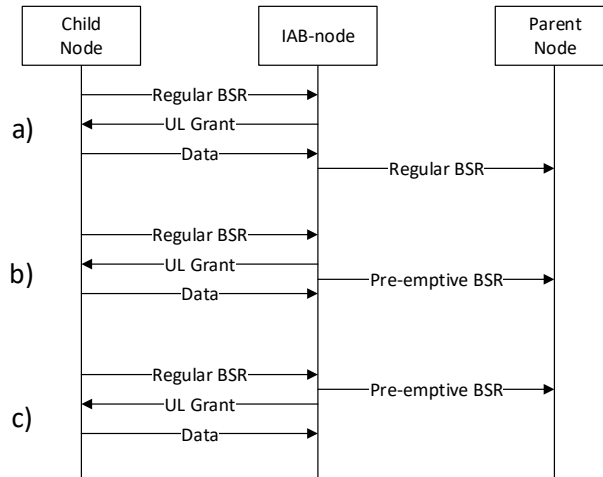 Child
Node
IAB-node
Parent
Node
a)
Regular BSR
UL Grant
Data
Regular BSR
b)
Regular BSR
UL Grant
Pre-emptive BSR
Data
c)
Regular BSR
Pre-emptive BSR
UL Grant
Data